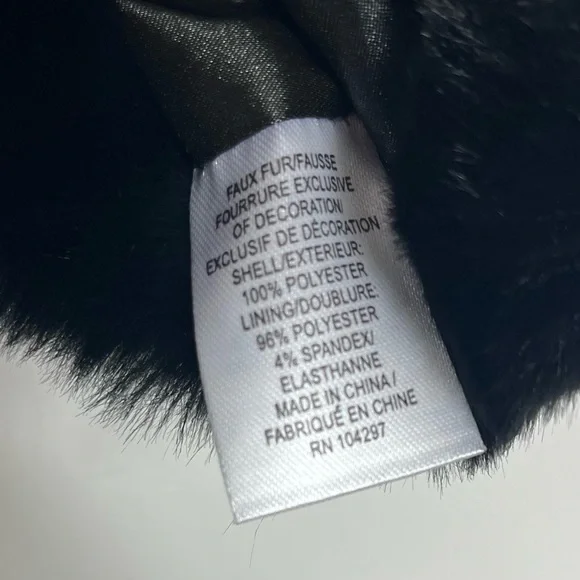 FAUX FUR/FAUSSE
FOURRURE EXCLUSIVE
OF DECORATION/
EXCLUSIF DE DÉCORATION
SHELL/EXTERIEUR:
100% POLYESTER
LINING/DOUBLURE:
96% POLYESTER
4% SPANDEX/
ELASTHANNE
MADE IN CHINA/
FABRIQUÉ EN CHINE
RN 104297